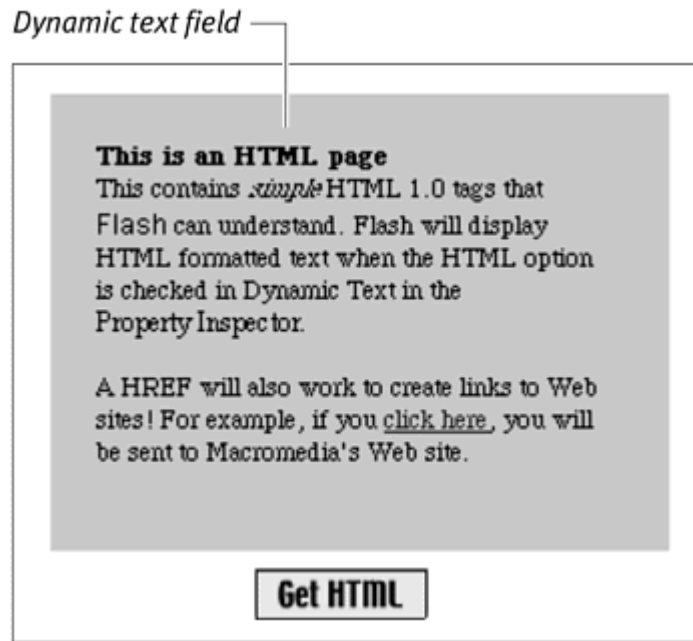 Dynamic text field
This is an HTML page
This contains simple HTML 1.0 tags that
Flash can understand. Flash will display
HTML formatted text when the HTML option
is checked in Dynamic Text in the
Property Inspector.
A HREF will also work to create links to Web
sites! For example, if you click here, you will
be sent to Macromedia's Web site.
Get HTML